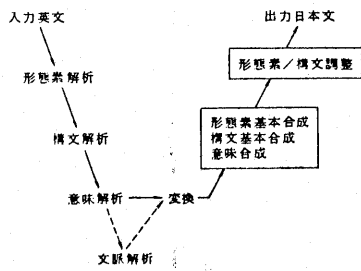 入力英文
出力日本文
形態素解析
形態素／構文調整
構文解析
形態素基本合成
構文基本合成
意味合成
意味解析
変換
文脈解析